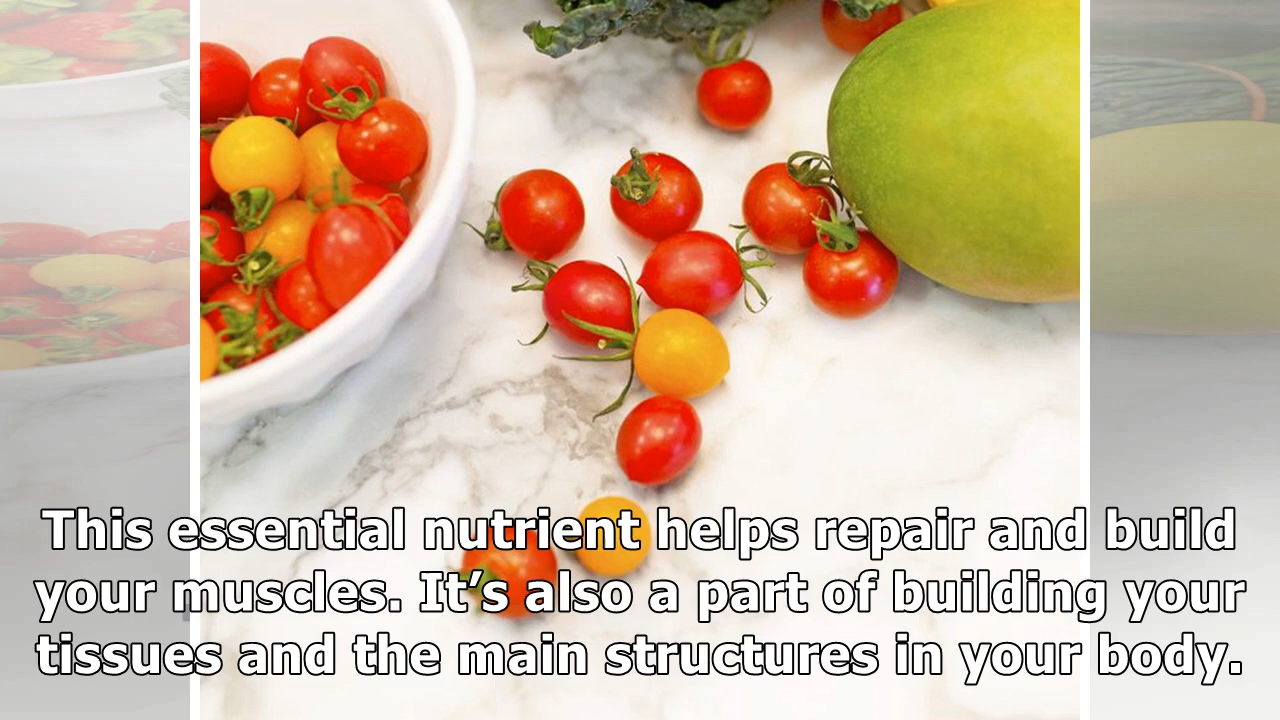 This essential nutrient helps repair and build
your muscles. It’s also a part of building your
tissues and the main structures in your body.